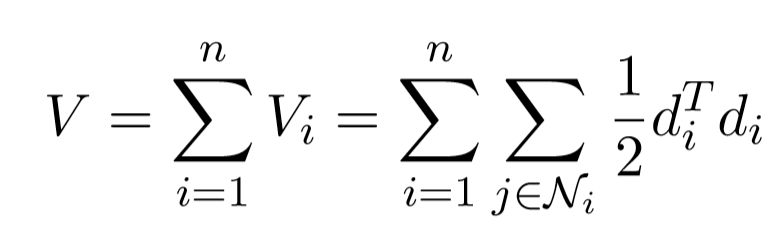 V = \sum_{i=1}^{n} V_i = \sum_{i=1}^{n} \sum_{j \in \mathcal{N}_i} \frac{1}{2} d_i^T d_i